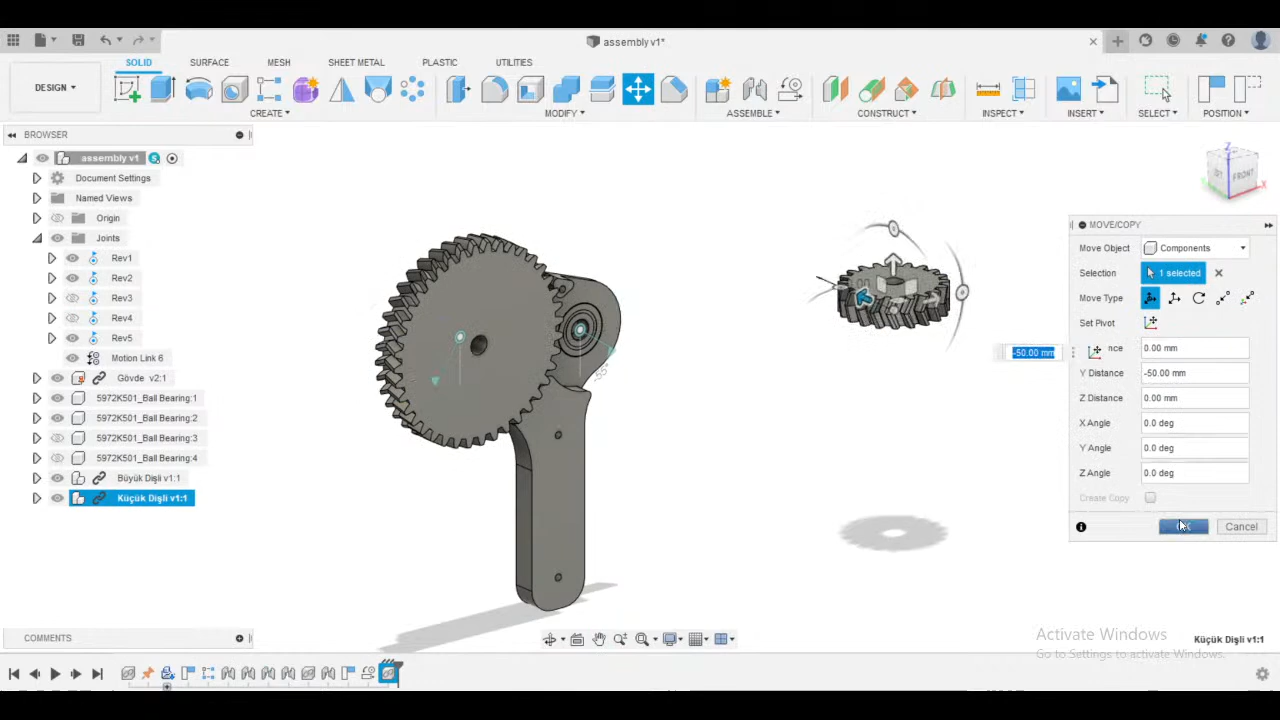 assembly v1*
DESIGN
SOLID
SURFACE
MESH
SHEET METAL
PLASTIC
UTILITIES
CREATE
MODIFY
ASSEMBLE
CONSTRUCT
INSPECT
INSERT
SELECT
POSITION
BROWSER
assembly v1
Document Settings
Named Views
Origin
Joints
Rev1
Rev2
Rev3
Rev4
Rev5
Motion Link 6
Gövde v2:1
5972K501_Ball Bearing:1
5972K501_Ball Bearing:2
5972K501_Ball Bearing:3
5972K501_Ball Bearing:4
Büyük Dişli v1:1
Küçük Dişli v1:1
Z
FRONT
X
MOVE/COPY
Move Object Components
Selection 1 selected
Move Type
Set Pivot
-50.00 mm
nce 0.00 mm
Y Distance -50.00 mm
Z Distance 0.00 mm
X Angle 0.0 deg
Y Angle 0.0 deg
Z Angle 0.0 deg
Create Copy
Cancel
COMMENTS
Activate Windows
Go to Settings to activate Windows.
Küçük Dişli v1:1